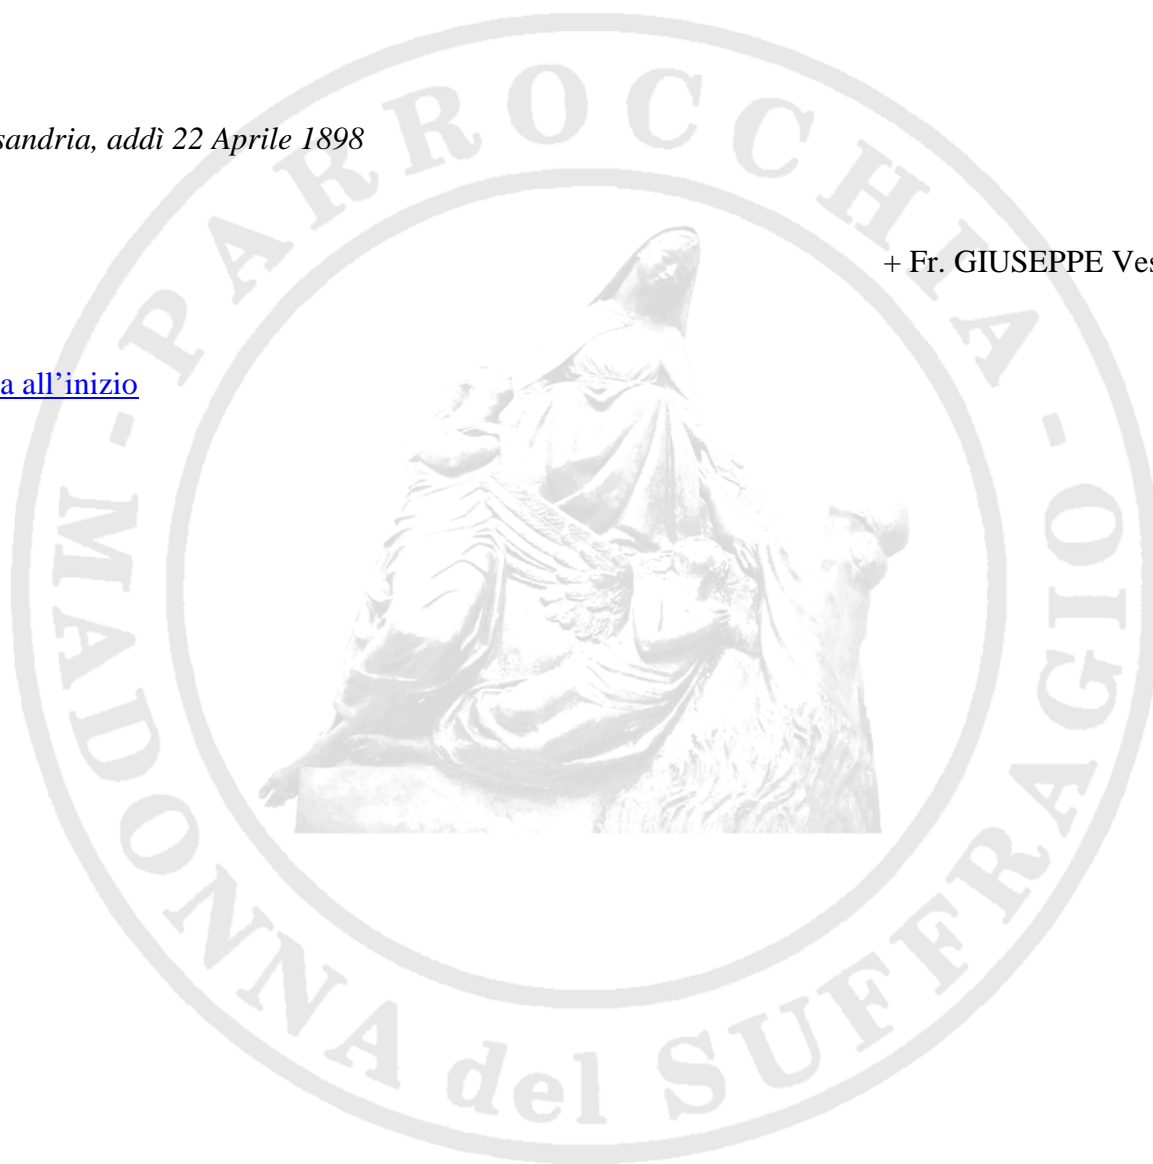 sandria, addì 22 Aprile 1898
+ Fr. GIUSEPPE Ves
a all’inizio
- PARROCCHIA -
MADONNA del SUFFRAGIO